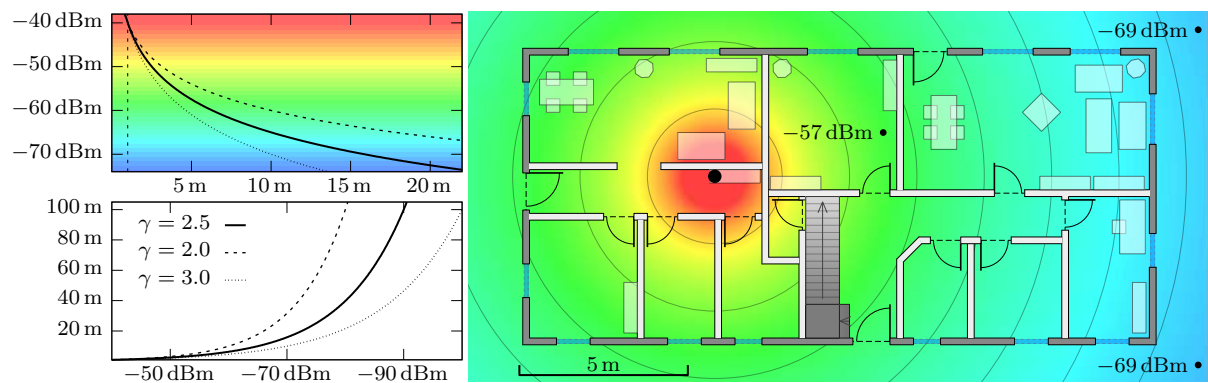 −40 dBm
−50 dBm
−60 dBm
−70 dBm
5 m
10 m
15 m
20 m
100 m
80 m
60 m
40 m
20 m
γ = 2.5
γ = 2.0
γ = 3.0
−50 dBm
−70 dBm
−90 dBm
−69 dBm
−57 dBm
5 m
−69 dBm